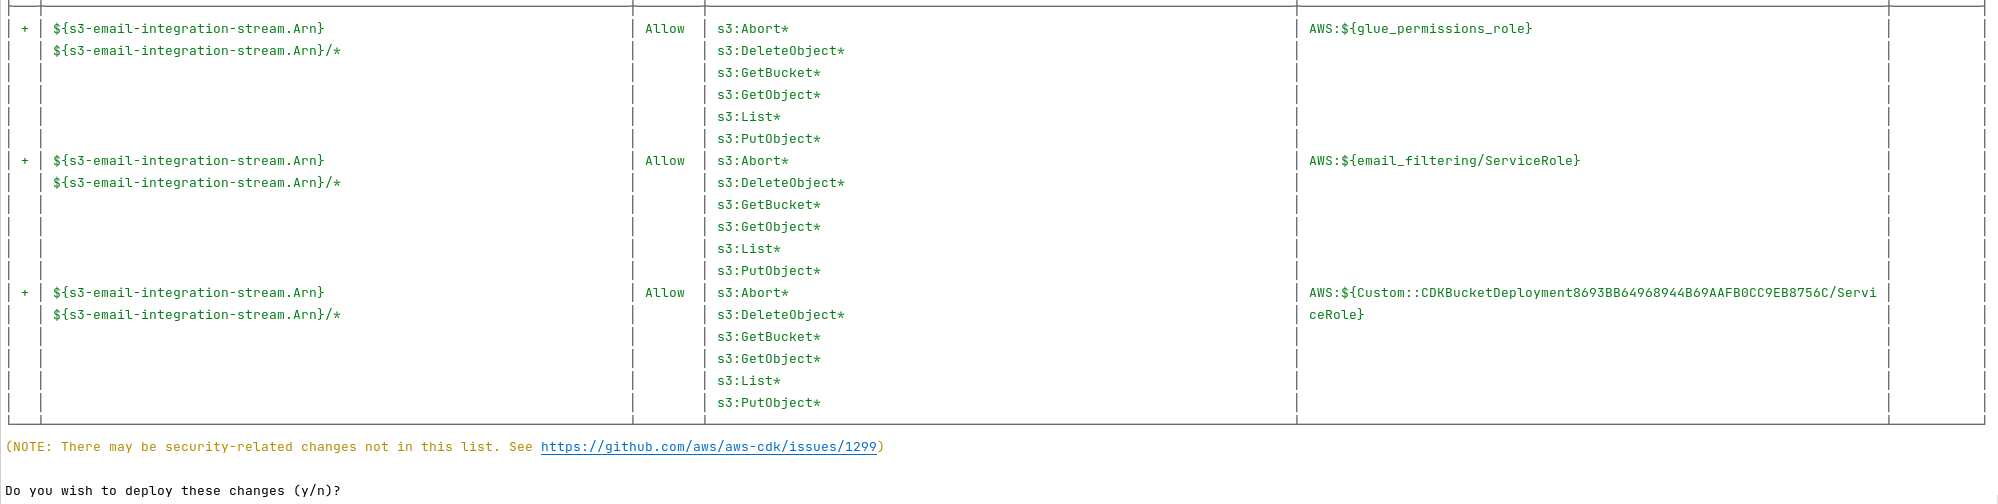 + ${s3-email-integration-stream.Arn} Allow s3:Abort* AWS:${glue_permissions_role}
${s3-email-integration-stream.Arn}/* s3:DeleteObject*
s3:GetBucket*
s3:GetObject*
s3:List*
s3:PutObject*
+ ${s3-email-integration-stream.Arn} Allow s3:Abort* AWS:${email_filtering/ServiceRole}
${s3-email-integration-stream.Arn}/* s3:DeleteObject*
s3:GetBucket*
s3:GetObject*
s3:List*
s3:PutObject*
+ ${s3-email-integration-stream.Arn} Allow s3:Abort* AWS:${Custom::CDKBucketDeployment8693BB64968944B69AAFB0CC9EB8756C/Servi
${s3-email-integration-stream.Arn}/* s3:DeleteObject* ceRole}
s3:GetBucket*
s3:GetObject*
s3:List*
s3:PutObject*
(NOTE: There may be security-related changes not in this list. See https://github.com/aws/aws-cdk/issues/1299)
Do you wish to deploy these changes (y/n)?